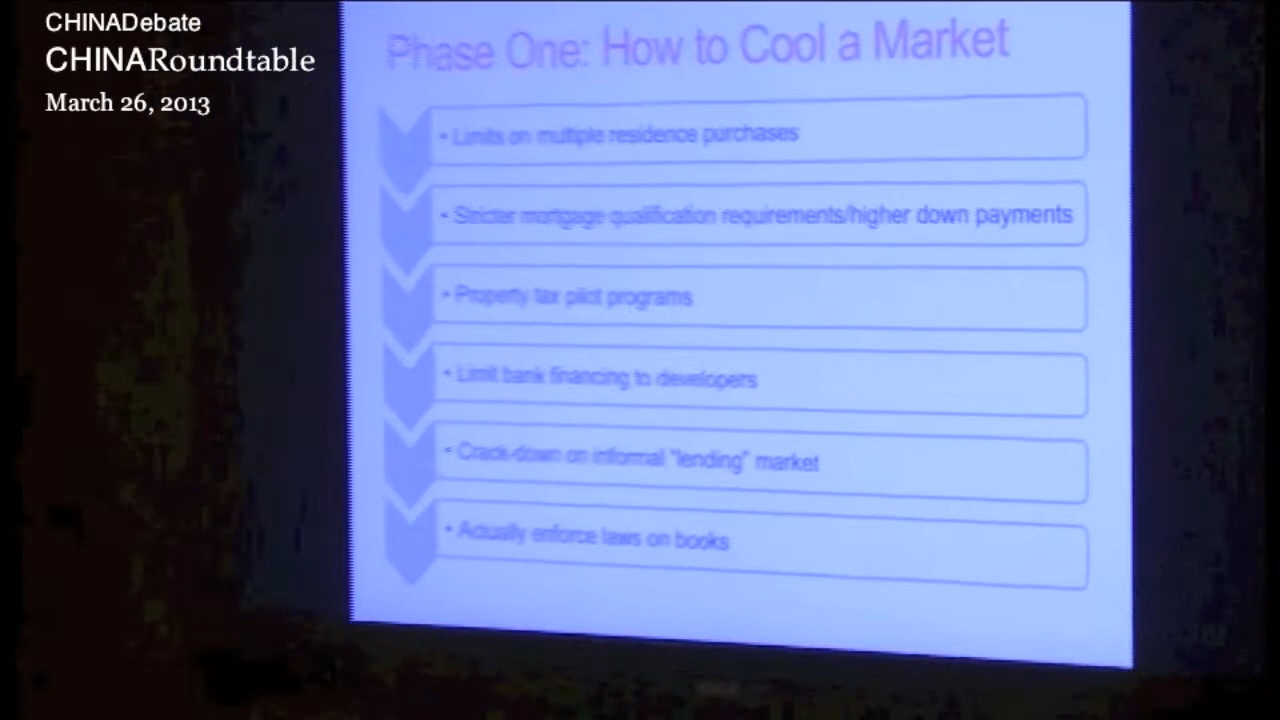 CHINADebate
CHINARoundtable
March 26, 2013
Phase One: How to Cool a Market
• Limits on multiple residence purchases
• Stricter mortgage qualification requirements/higher down payments
• Property tax pilot programs
• Limit bank financing to developers
• Crack-down on informal "lending" market
• Actually enforce laws on books